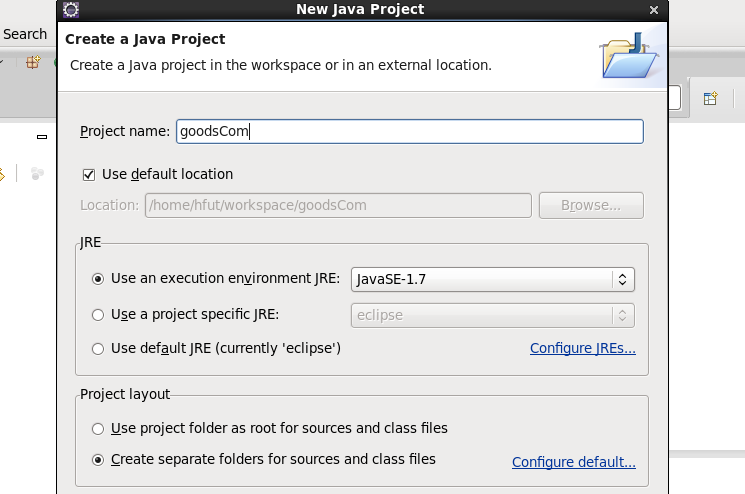 New Java Project
Create a Java Project
Create a Java project in the workspace or in an external location.
Search
Project name: goodsCom
Use default location
Location: /home/hfut/workspace/goodsCom Browse...
JRE
Use an execution environment JRE: JavaSE-1.7
Use a project specific JRE: eclipse
Use default JRE (currently 'eclipse') Configure JREs...
Project layout
Use project folder as root for sources and class files
Create separate folders for sources and class files Configure default...